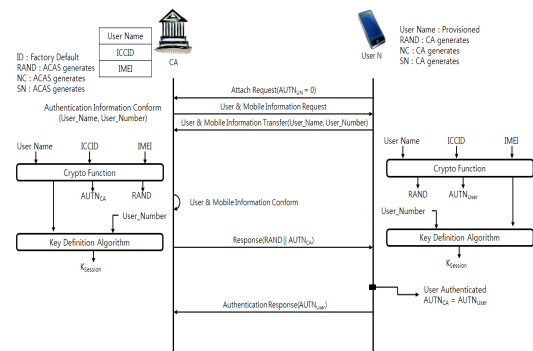 User Name
ICCID
IMEI
CA
ID : Factory Default
RAND : ACAS generates
NC : ACAS generates
SN : ACAS generates
User N
User Name : Provisioned
RAND : CA generates
NC : CA generates
SN : CA generates
Attach Request(AUTN_UN = 0)
User & Mobile Information Request
User & Mobile Information Transfer(User_Name, User_Number)
Authentication Information Conform
(User_Name, User_Number)
User Name ICCID IMEI
Crypto Function
AUTN_CA RAND
User_Number
Key Definition Algorithm
K_Session
User & Mobile Information Conform
Response(RAND || AUTN_CA)
User Name ICCID IMEI
Crypto Function
RAND AUTN_User
User_Number
Key Definition Algorithm
K_Session
User Authenticated
AUTN_CA = AUTN_User
Authentication Response(AUTN_User)